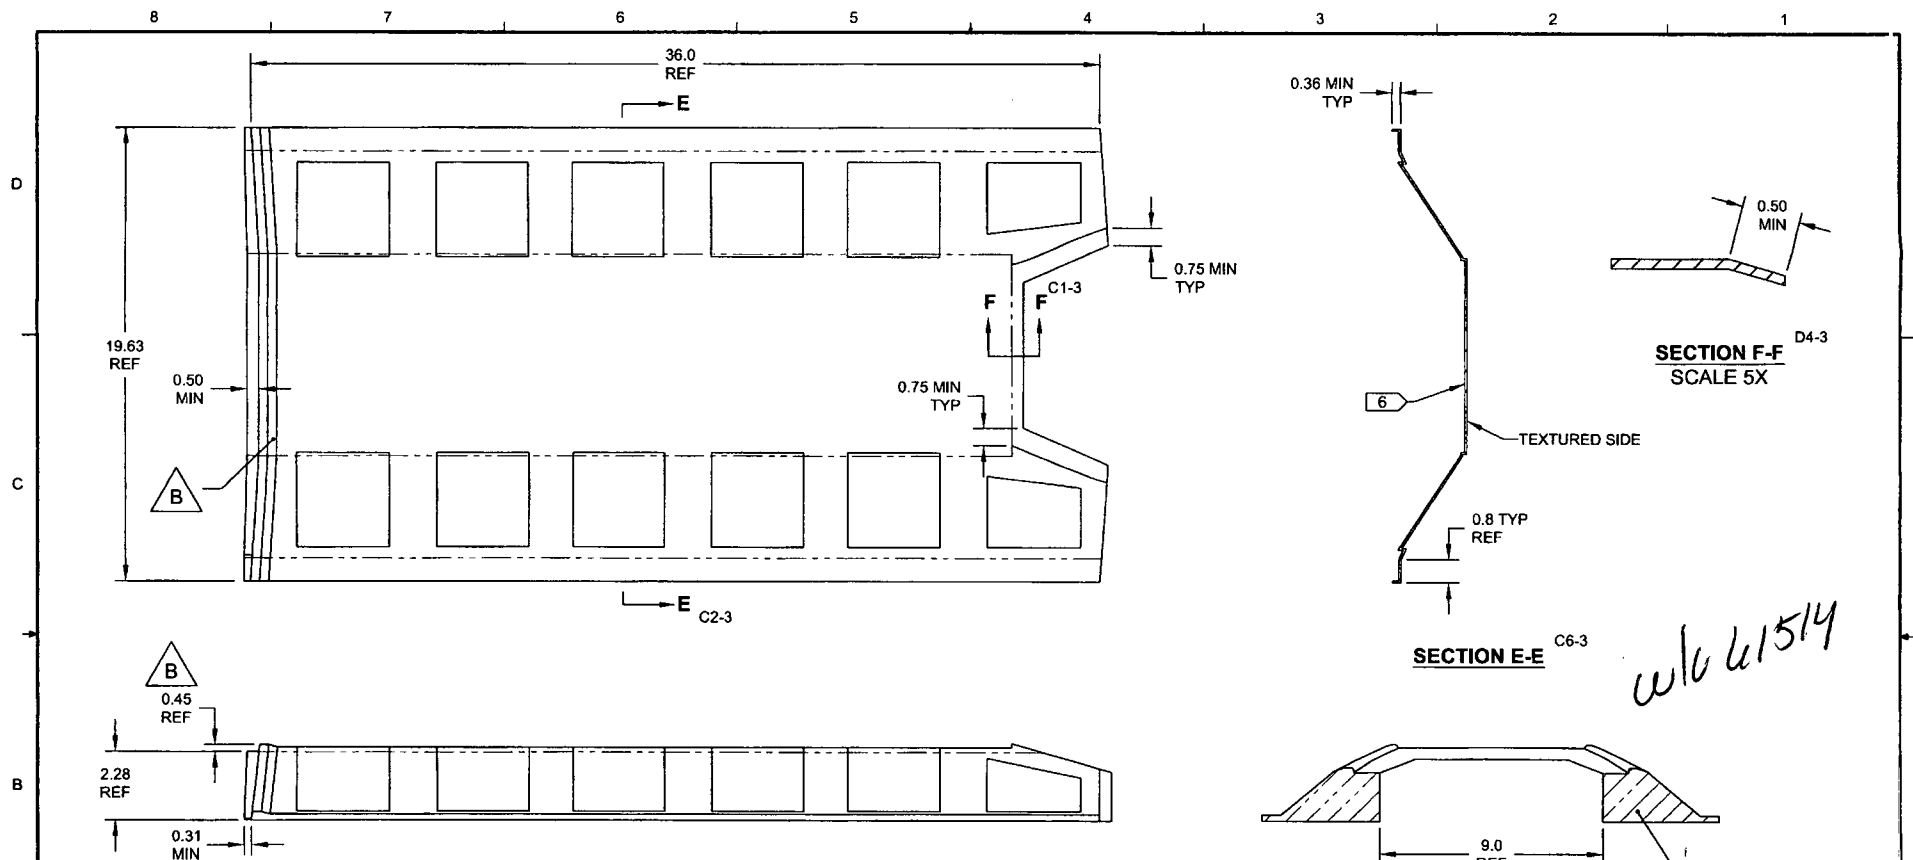 8 7 6 5 4 3 2 1
36.0
REF
E
0.36 MIN
TYP
D
0.50
MIN
0.75 MIN
TYP
C1-3
F F
19.63
REF
D4-3
SECTION F-F
SCALE 5X
0.50
MIN
0.75 MIN
TYP
6
TEXTURED SIDE
C
B
0.8 TYP
REF
E
C2-3
C6-3
SECTION E-E
w/o 61514
B
0.45
REF
2.28
REF
B
0.31
MIN
9.0
REF